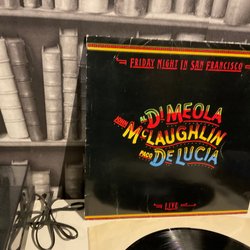 FRIDAY NIGHT IN SAN FRANCISCO
AL DI MEOLA
JOHN McLAUGHLIN
PACO DE LUCIA
LIVE